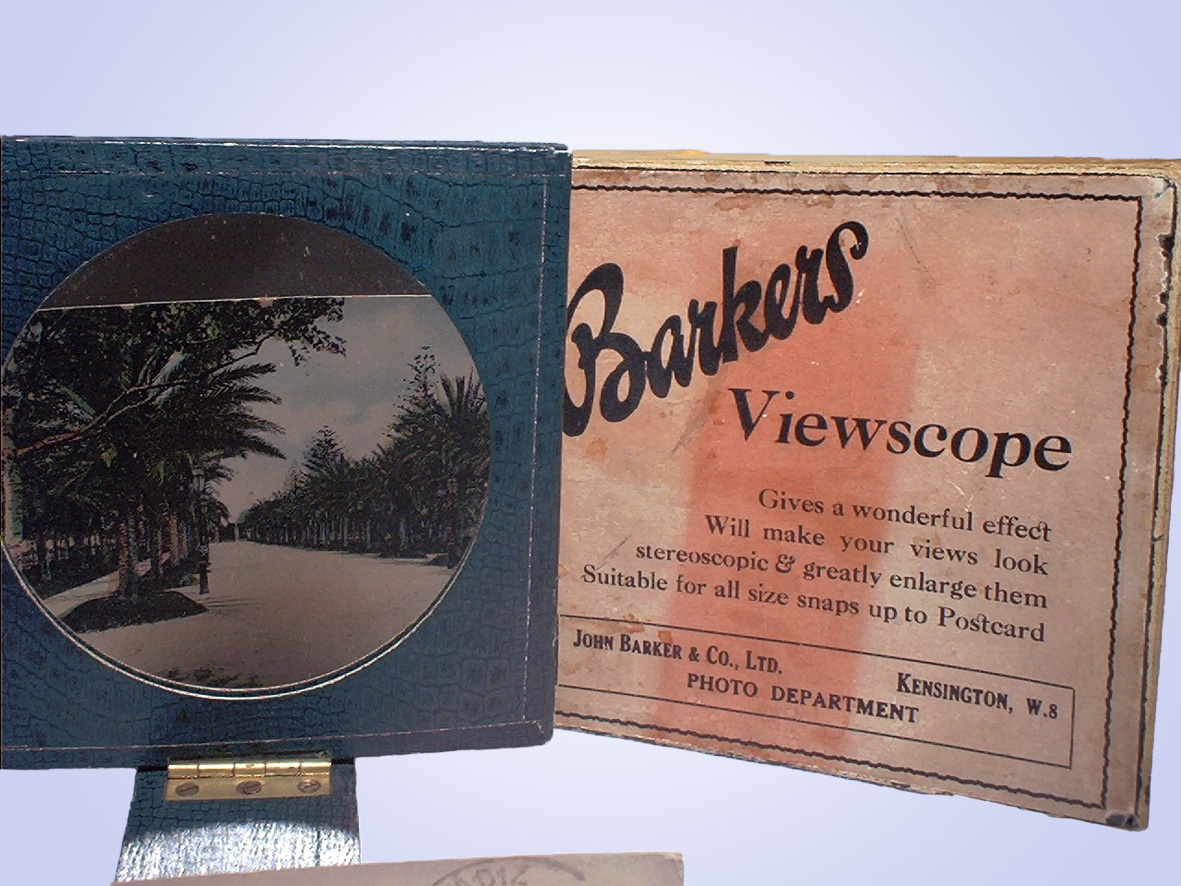 Barkers
Viewscope
Gives a wonderful effect
Will make your views look
stereoscopic & greatly enlarge them
Suitable for all size snaps up to Postcard
JOHN BARKER & CO., LTD.
KENSINGTON, W.8
PHOTO DEPARTMENT